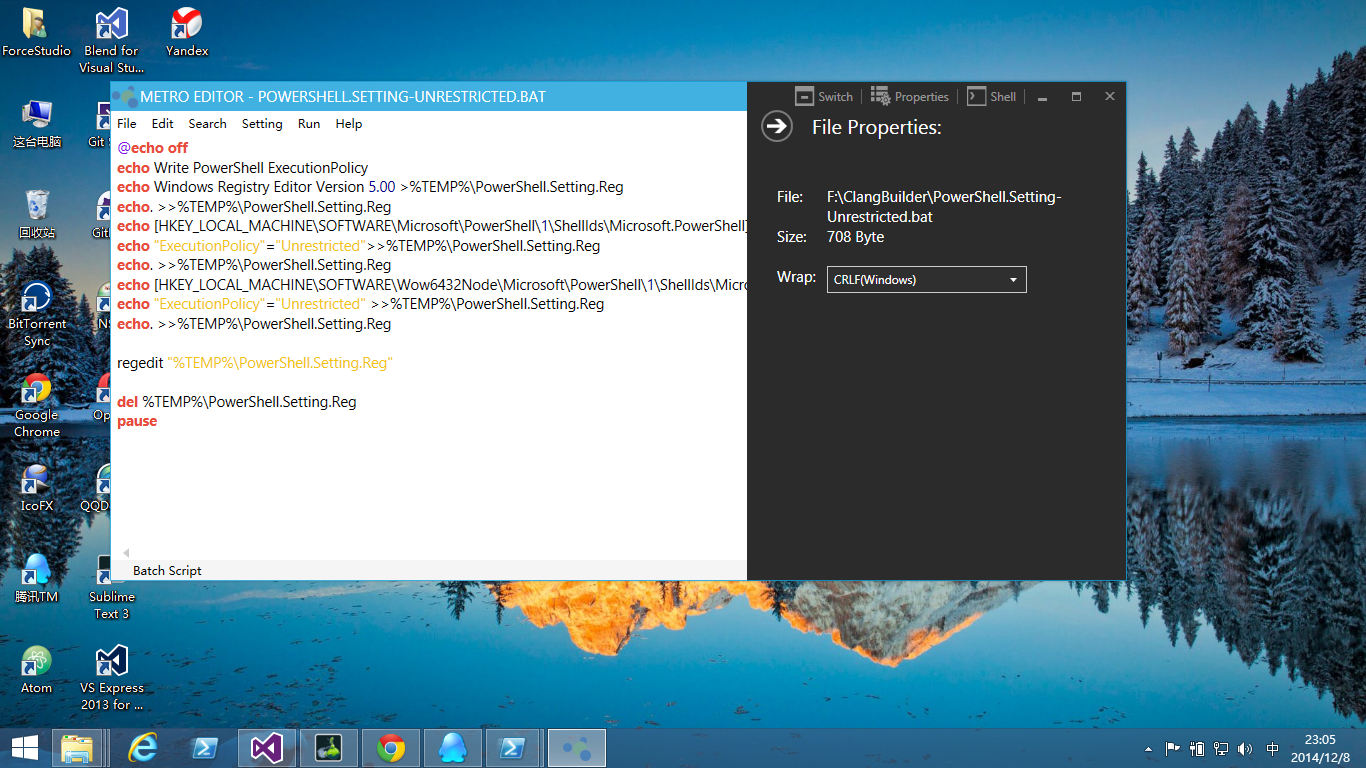 ForceStudio
Blend for
Visual Stu...
Yandex
这台电脑
Git S
回收站
GitH
BitTorrent
Sync
NS
Google
Chrome
Op
IcoFX
QQD
腾讯TM
Sublime
Text 3
Atom
VS Express
2013 for ...
METRO EDITOR - POWERSHELL.SETTING-UNRESTRICTED.BAT
File Edit Search Setting Run Help
@echo off
echo Write PowerShell ExecutionPolicy
echo Windows Registry Editor Version 5.00 >%TEMP%\PowerShell.Setting.Reg
echo. >>%TEMP%\PowerShell.Setting.Reg
echo [HKEY_LOCAL_MACHINE\SOFTWARE\Microsoft\PowerShell\1\ShellIds\Microsoft.PowerShell]
echo "ExecutionPolicy"="Unrestricted">>%TEMP%\PowerShell.Setting.Reg
echo. >>%TEMP%\PowerShell.Setting.Reg
echo [HKEY_LOCAL_MACHINE\SOFTWARE\Wow6432Node\Microsoft\PowerShell\1\ShellIds\Micro
echo "ExecutionPolicy"="Unrestricted" >>%TEMP%\PowerShell.Setting.Reg
echo. >>%TEMP%\PowerShell.Setting.Reg
regedit "%TEMP%\PowerShell.Setting.Reg"
del %TEMP%\PowerShell.Setting.Reg
pause
Batch Script
Switch Properties Shell
File Properties:
File: F:\ClangBuilder\PowerShell.Setting-
Unrestricted.bat
Size: 708 Byte
Wrap: CRLF(Windows)
中
23:05
2014/12/8